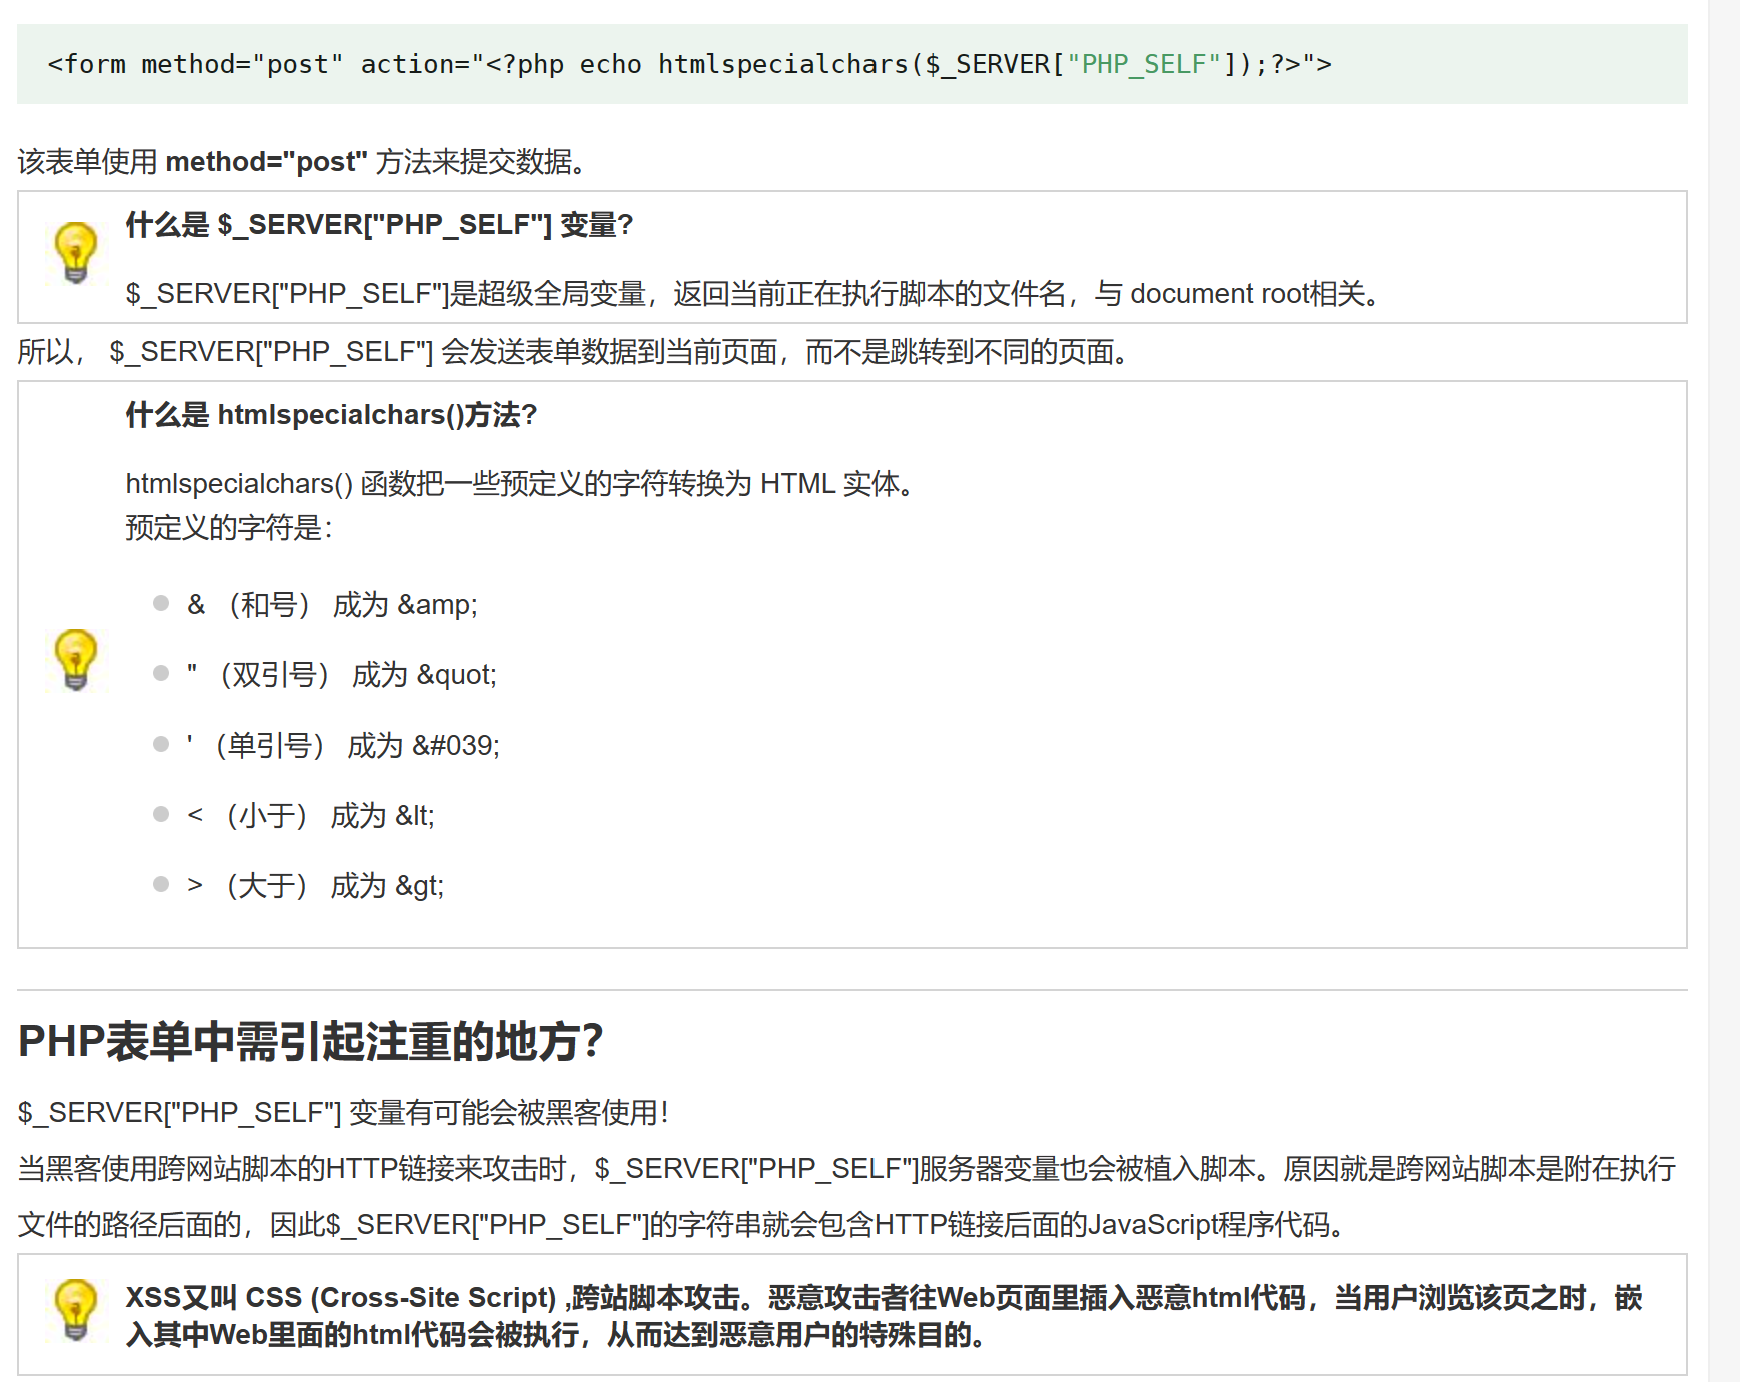 <form method="post" action="<?php echo htmlspecialchars($_SERVER["PHP_SELF"]);?>">
该表单使用 method="post" 方法来提交数据。
什么是 $_SERVER["PHP_SELF"] 变量?
$_SERVER["PHP_SELF"]是超级全局变量，返回当前正在执行脚本的文件名，与 document root相关。
所以， $_SERVER["PHP_SELF"] 会发送表单数据到当前页面，而不是跳转到不同的页面。
什么是 htmlspecialchars()方法?
htmlspecialchars() 函数把一些预定义的字符转换为 HTML 实体。
预定义的字符是：
& （和号） 成为 &amp;
" （双引号） 成为 &quot;
' （单引号） 成为 &#039;
< （小于） 成为 &lt;
> （大于） 成为 &gt;
PHP表单中需引起注重的地方?
$_SERVER["PHP_SELF"] 变量有可能会被黑客使用！
当黑客使用跨网站脚本的HTTP链接来攻击时，$_SERVER["PHP_SELF"]服务器变量也会被植入脚本。原因就是跨网站脚本是附在执行
文件的路径后面的，因此$_SERVER["PHP_SELF"]的字符串就会包含HTTP链接后面的JavaScript程序代码。
XSS又叫 CSS (Cross-Site Script) ,跨站脚本攻击。恶意攻击者往Web页面里插入恶意html代码，当用户浏览该页之时，嵌
入其中Web里面的html代码会被执行，从而达到恶意用户的特殊目的。